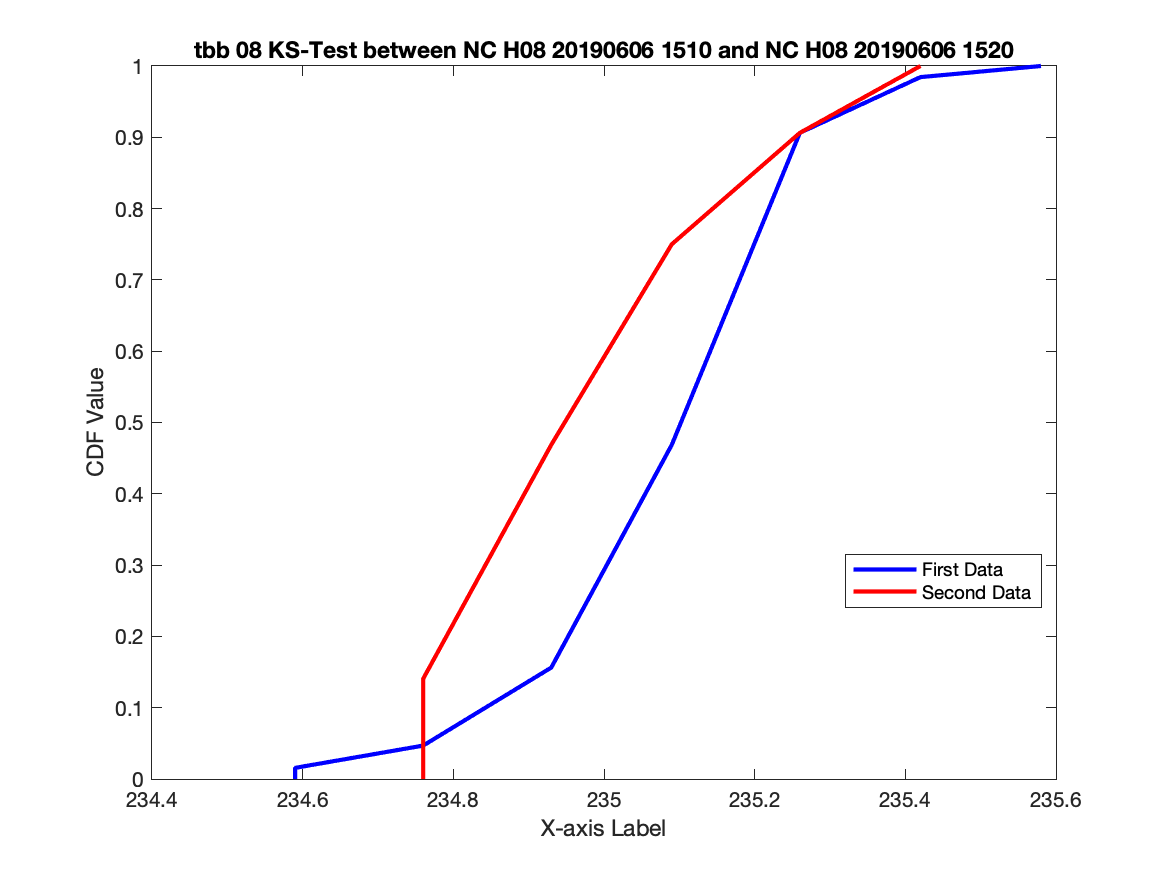 tbb 08 KS-Test between NC H08 20190606 1510 and NC H08 20190606 1520
1
0.9
0.8
0.7
0.6
0.5
0.4
0.3
0.2
0.1
0
CDF Value
First Data
Second Data
234.4 234.6 234.8 235 235.2 235.4 235.6
X-axis Label